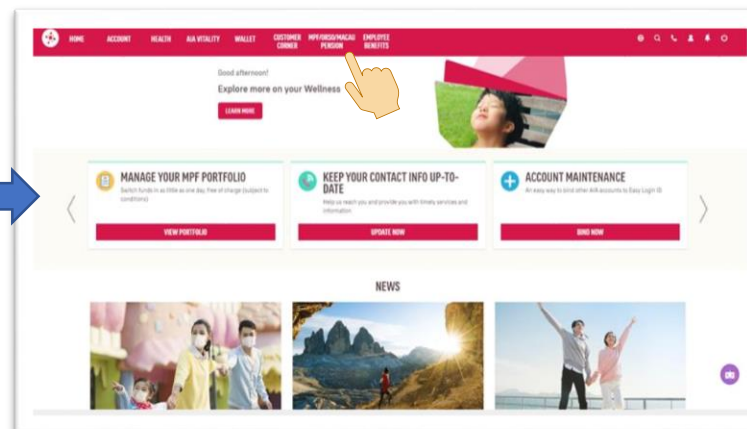 HOME ACCOUNT HEALTH AIA VITALITY WALLET CUSTOMER CORNER MPF/ORSO/MACAU PENSION EMPLOYEE BENEFITS
Good afternoon!
Explore more on your Wellness
LEARN MORE
MANAGE YOUR MPF PORTFOLIO
Switch funds in as little as one day, free of charge (subject to
conditions)
VIEW PORTFOLIO
KEEP YOUR CONTACT INFO UP-TO-
DATE
Help us reach you and provide you with timely services and
information
UPDATE NOW
ACCOUNT MAINTENANCE
An easy way to bind other AIA accounts to Easy Login ID
BIND NOW
NEWS